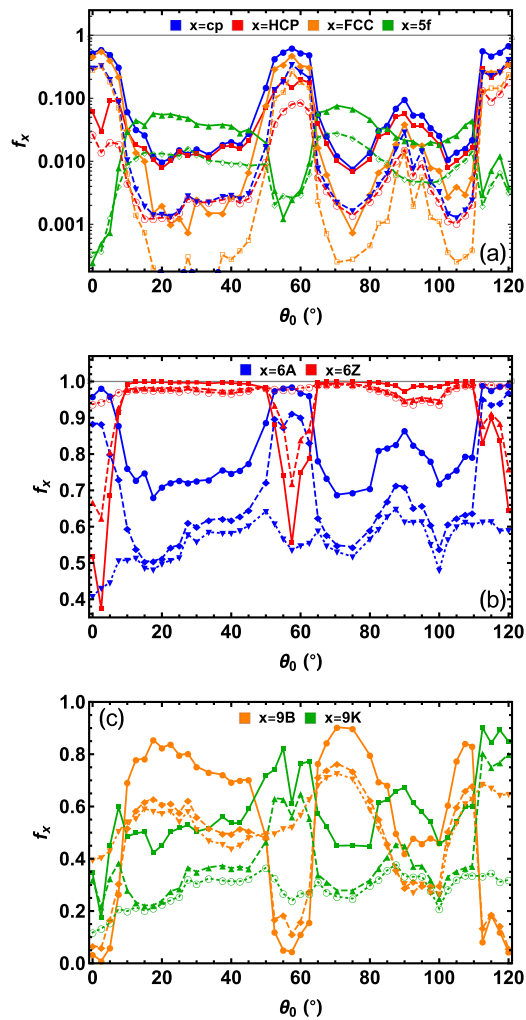 x=cp x=HCP x=FCC x=5f
1
0.100
0.010
0.001
f_x
(a)
0 20 40 60 80 100 120
θ_0 (°)
x=6A x=6Z
1.0
0.9
0.8
0.7
0.6
0.5
0.4
f_x
(b)
0 20 40 60 80 100 120
θ_0 (°)
(c)
x=9B x=9K
1.0
0.8
0.6
0.4
0.2
0.0
f_x
0 20 40 60 80 100 120
θ_0 (°)